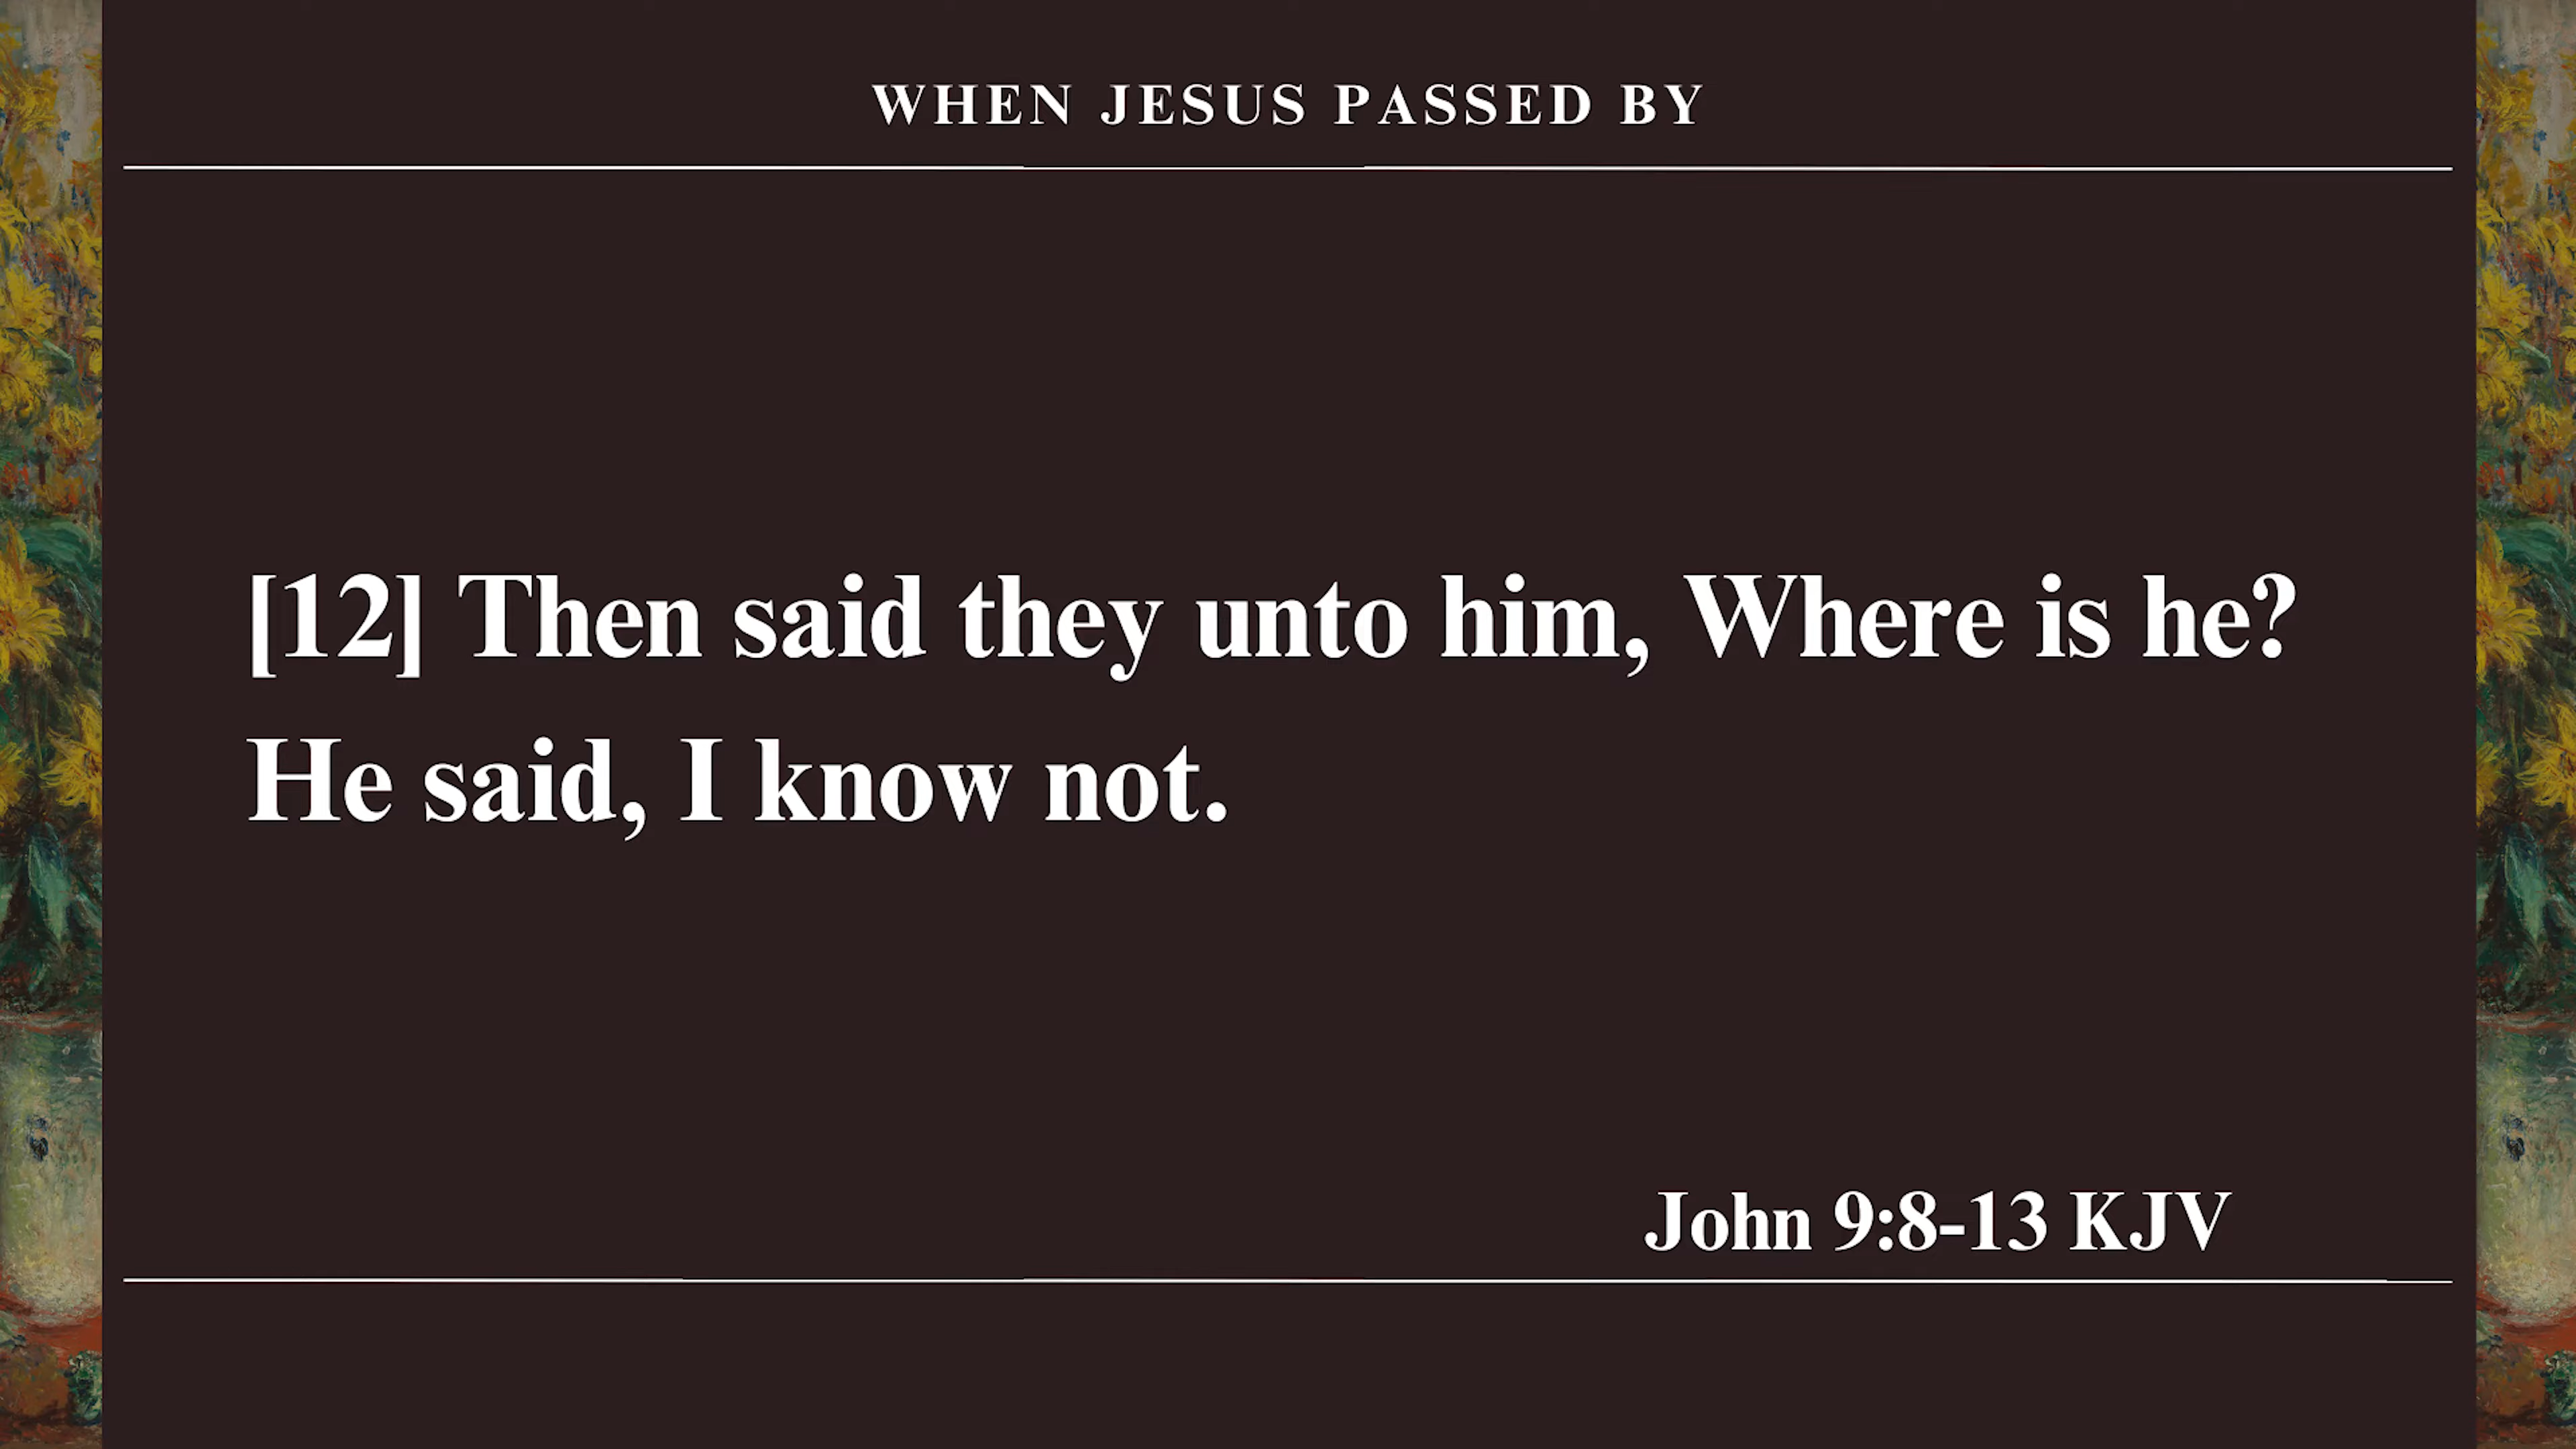 WHEN JESUS PASSED BY
[12] Then said they unto him, Where is he?
He said, I know not.
John 9:8-13 KJV